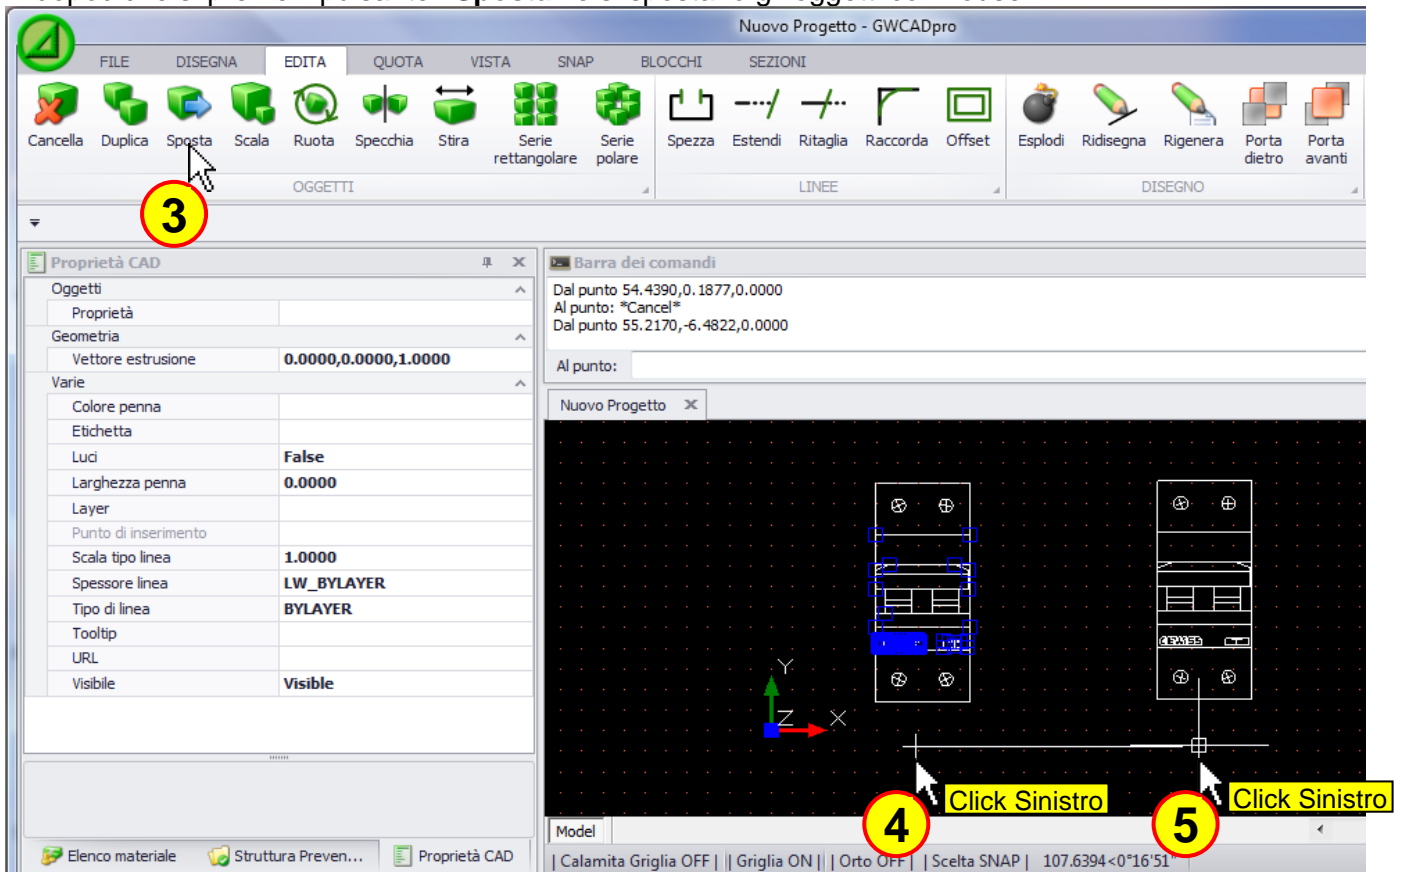 Nuovo Progetto - GWCADpro
FILE DISEGNA EDITA QUOTA VISTA SNAP BLOCCHI SEZIONI
Cancella Duplica Sposta Scala Ruota Specchia Stira Serie rettangolare Serie polare Spezza Estendi Ritaglia Raccorda Offset Esplodi Ridisegna Rigenera Porta dietro Porta avanti
OGGETTI LINEE DISEGNO
3
Proprietà CAD
Oggetti
Proprietà
Geometria
Vettore estrusione 0.0000,0.0000,1.0000
Varie
Colore penna
Etichetta
Luci False
Larghezza penna 0.0000
Layer
Punto di inserimento
Scala tipo linea 1.0000
Spessore linea LW_BYLAYER
Tipo di linea BYLAYER
Tooltip
URL
Visibile Visible
Elenco materiale Struttura Preven... Proprietà CAD
Barra dei comandi
Dal punto 54.4390,0.1877,0.0000
Al punto: *Cancel*
Dal punto 55.2170,-6.4822,0.0000
Al punto:
Nuovo Progetto
Y
Z X
4 Click Sinistro
5 Click Sinistro
Model
| Calamita Griglia OFF | | Griglia ON | | Orto OFF | | Scelta SNAP | 107.6394<0°16'51"